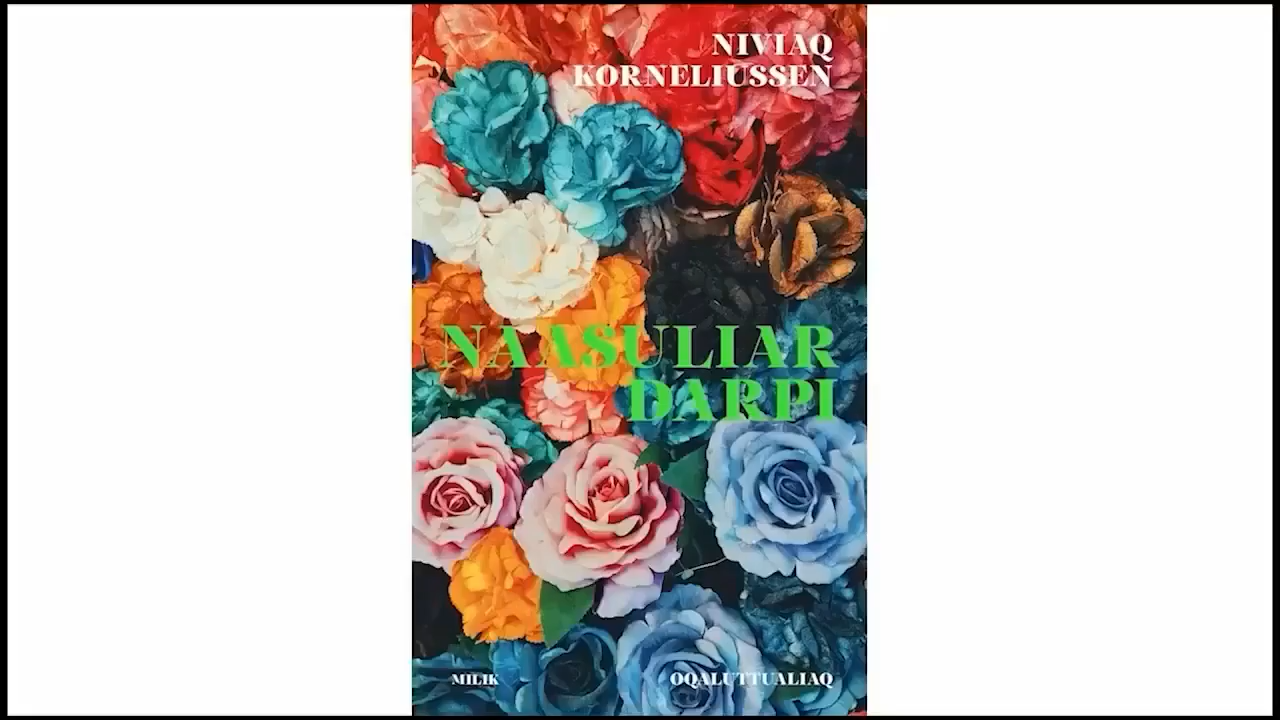 NIVIAQ
KORNELIUSSEN
NAASULIAR
DARPI
MILIK
OQALUTTUALIAQ